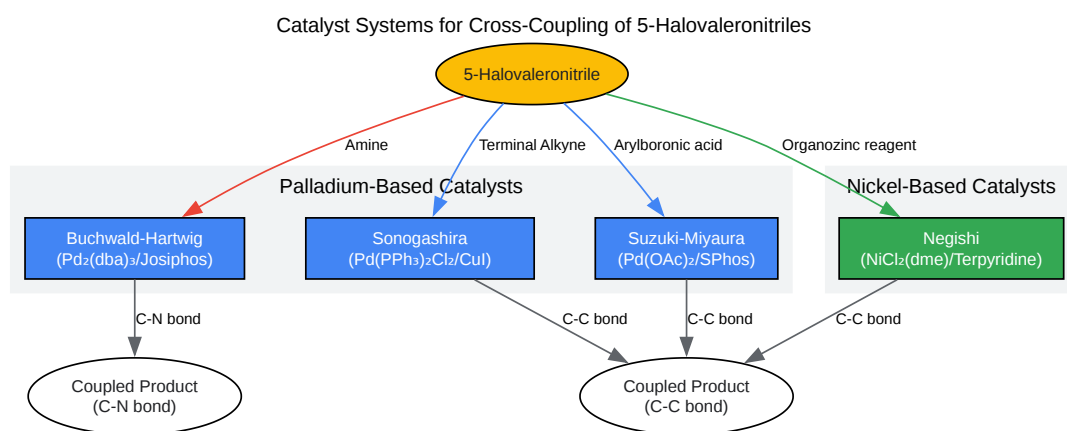 Catalyst Systems for Cross-Coupling of 5-Halovaleronitriles
5-Halovaleronitrile
Amine
Terminal Alkyne
Arylboronic acid
Organozinc reagent
Palladium-Based Catalysts
Nickel-Based Catalysts
Buchwald-Hartwig
(Pd₂(dba)₃/Josiphos)
Sonogashira
(Pd(PPh₃)₂Cl₂/CuI)
Suzuki-Miyaura
(Pd(OAc)₂/SPhos)
Negishi
(NiCl₂(dme)/Terpyridine)
C-N bond
C-C bond
C-C bond
C-C bond
Coupled Product
(C-N bond)
Coupled Product
(C-C bond)